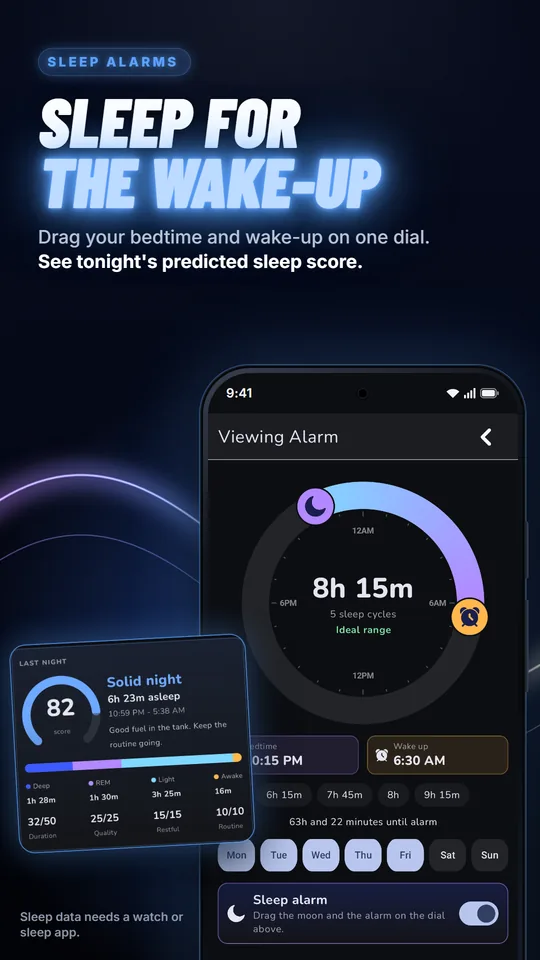 SLEEP ALARMS
SLEEP FOR
THE WAKE-UP
Drag your bedtime and wake-up on one dial.
See tonight's predicted sleep score.
9:41
Viewing Alarm
12AM
8h 15m
6PM
6AM
5 sleep cycles
Ideal range
12PM
LAST NIGHT
82
score
Solid night
6h 23m asleep
10:59 PM - 5:38 AM
Good fuel in the tank. Keep the
routine going.
Deep REM Light Awake
1h 28m 1h 30m 3h 25m 16m
32/50 25/25 15/15 10/10
Duration Quality Restful Routine
edtime
0:15 PM
Wake up
6:30 AM
6h 15m 7h 45m 8h 9h 15m
63h and 22 minutes until alarm
Mon Tue Wed Thu Fri Sat Sun
Sleep alarm
Drag the moon and the alarm on the dial
above.
Sleep data needs a watch or
sleep app.